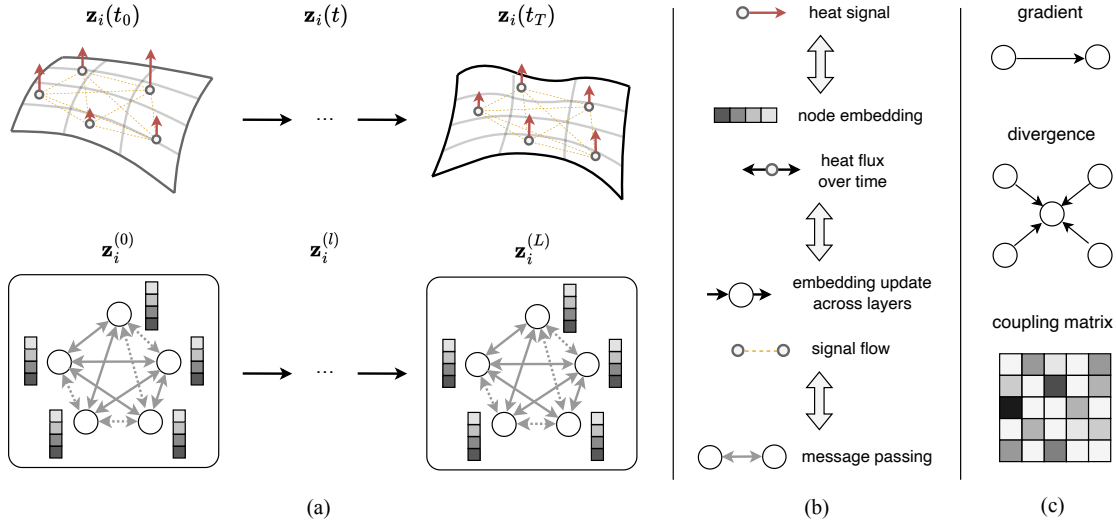 z_i(t_0)
z_i(t)
z_i(t_T)
...
z_i^{(0)}
z_i^{(l)}
z_i^{(L)}
...
(a)
heat signal
node embedding
heat flux
over time
embedding update
across layers
signal flow
message passing
(b)
gradient
divergence
coupling matrix
(c)